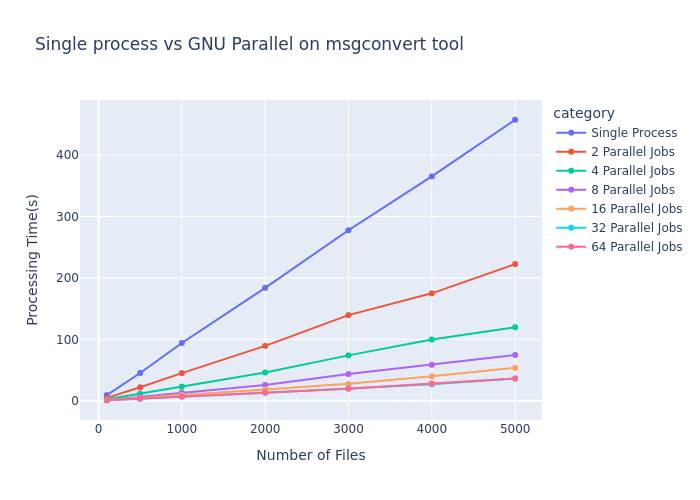 Single process vs GNU Parallel on msgconvert tool
category
Single Process
2 Parallel Jobs
4 Parallel Jobs
8 Parallel Jobs
16 Parallel Jobs
32 Parallel Jobs
64 Parallel Jobs
Processing Time(s)
400
300
200
100
0
0 1000 2000 3000 4000 5000
Number of Files